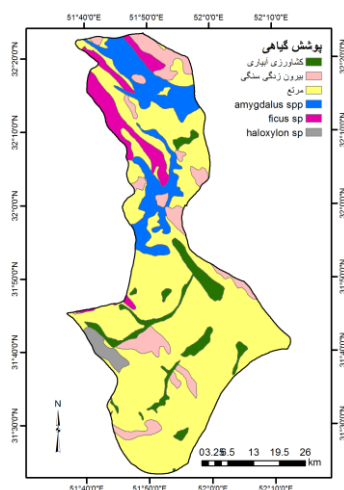 51°40'0"E 51°50'0"E 52°0'0"E 52°10'0"E
پوشش گیاهی
کشاورزی آبیاری
بیرون زدگی سنگی
مرتع
amygdalus spp
ficus sp
haloxylon sp
32°20'0"N
32°10'0"N
32°0'0"N
31°50'0"N
31°40'0"N
31°30'0"N
N
03.25 6.5 13 19.5 26
km
51°40'0"E 51°50'0"E 52°0'0"E 52°10'0"E